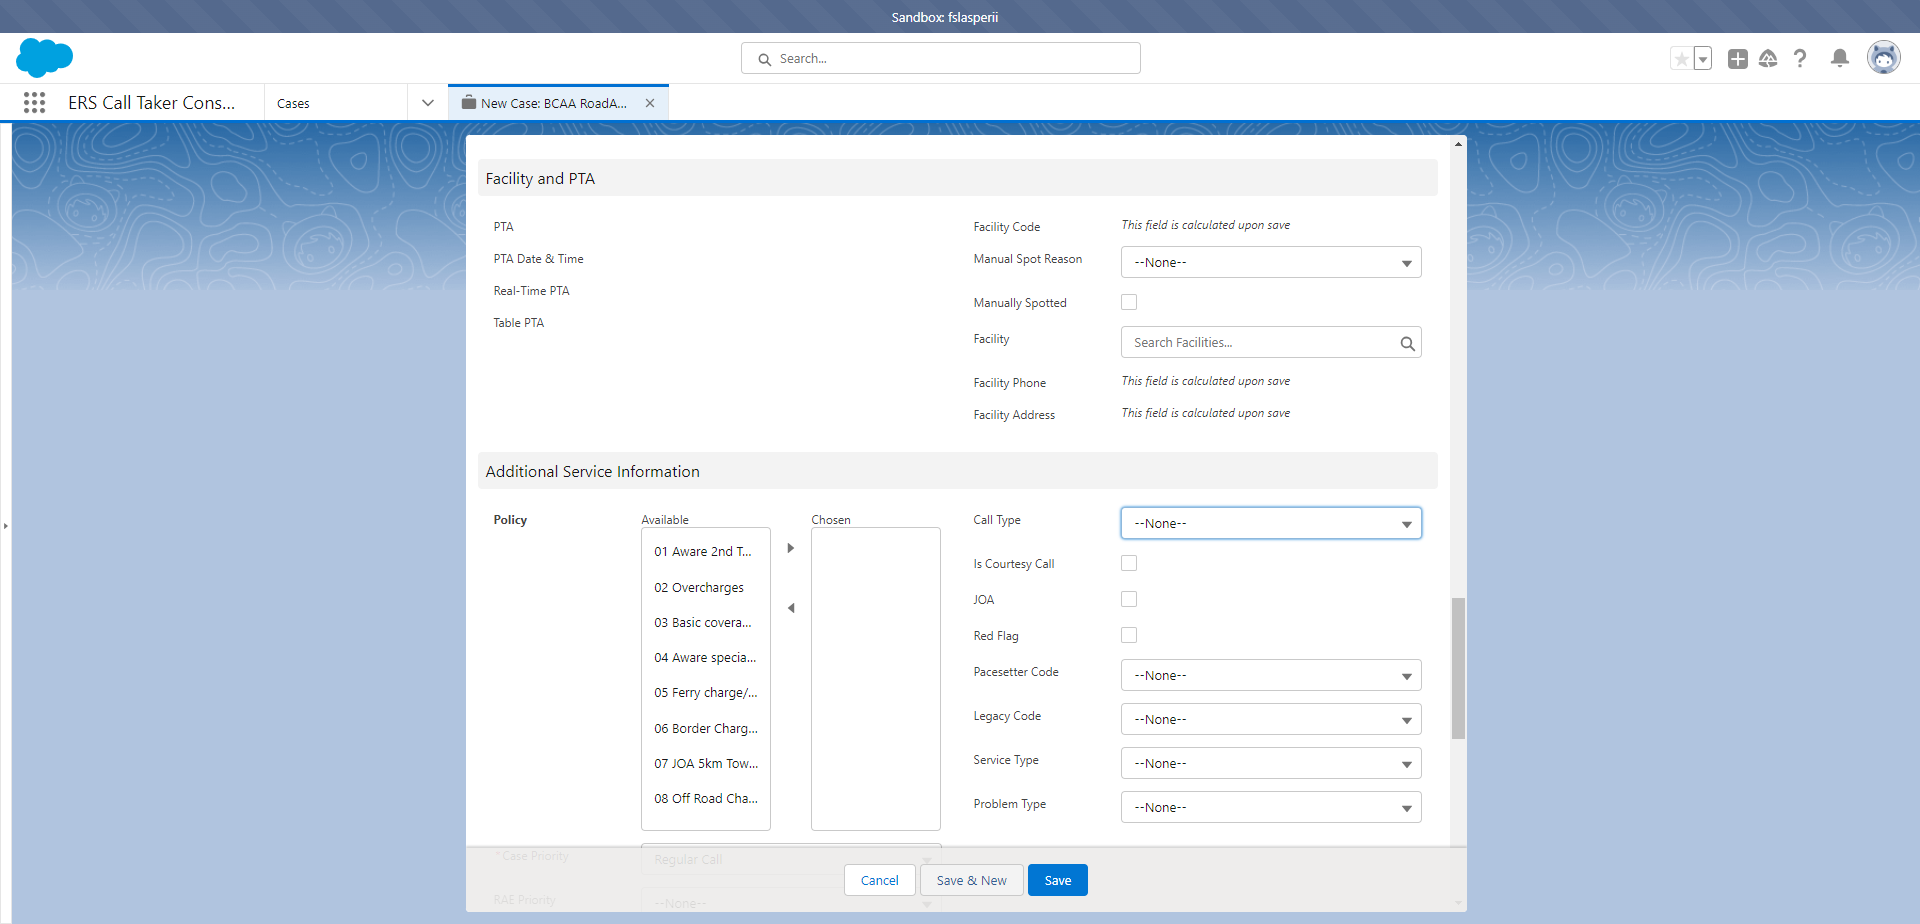 Sandbox: fslasperii
Search...
ERS Call Taker Cons...
Cases
New Case: BCAA RoadA...
Facility and PTA
PTA
Facility Code
This field is calculated upon save
PTA Date & Time
Manual Spot Reason
--None--
Real-Time PTA
Manually Spotted
Table PTA
Facility
Search Facilities...
Facility Phone
This field is calculated upon save
Facility Address
This field is calculated upon save
Additional Service Information
Policy
Available
Chosen
01 Aware 2nd T...
02 Overcharges
03 Basic covera...
04 Aware specia...
05 Ferry charge/...
06 Border Charg...
07 JOA 5km Tow...
08 Off Road Cha...
Call Type
--None--
Is Courtesy Call
JOA
Red Flag
Pacesetter Code
--None--
Legacy Code
--None--
Service Type
--None--
Problem Type
--None--
* Case Priority
Regular Call
Cancel
Save & New
Save
RAE Priority
--None--